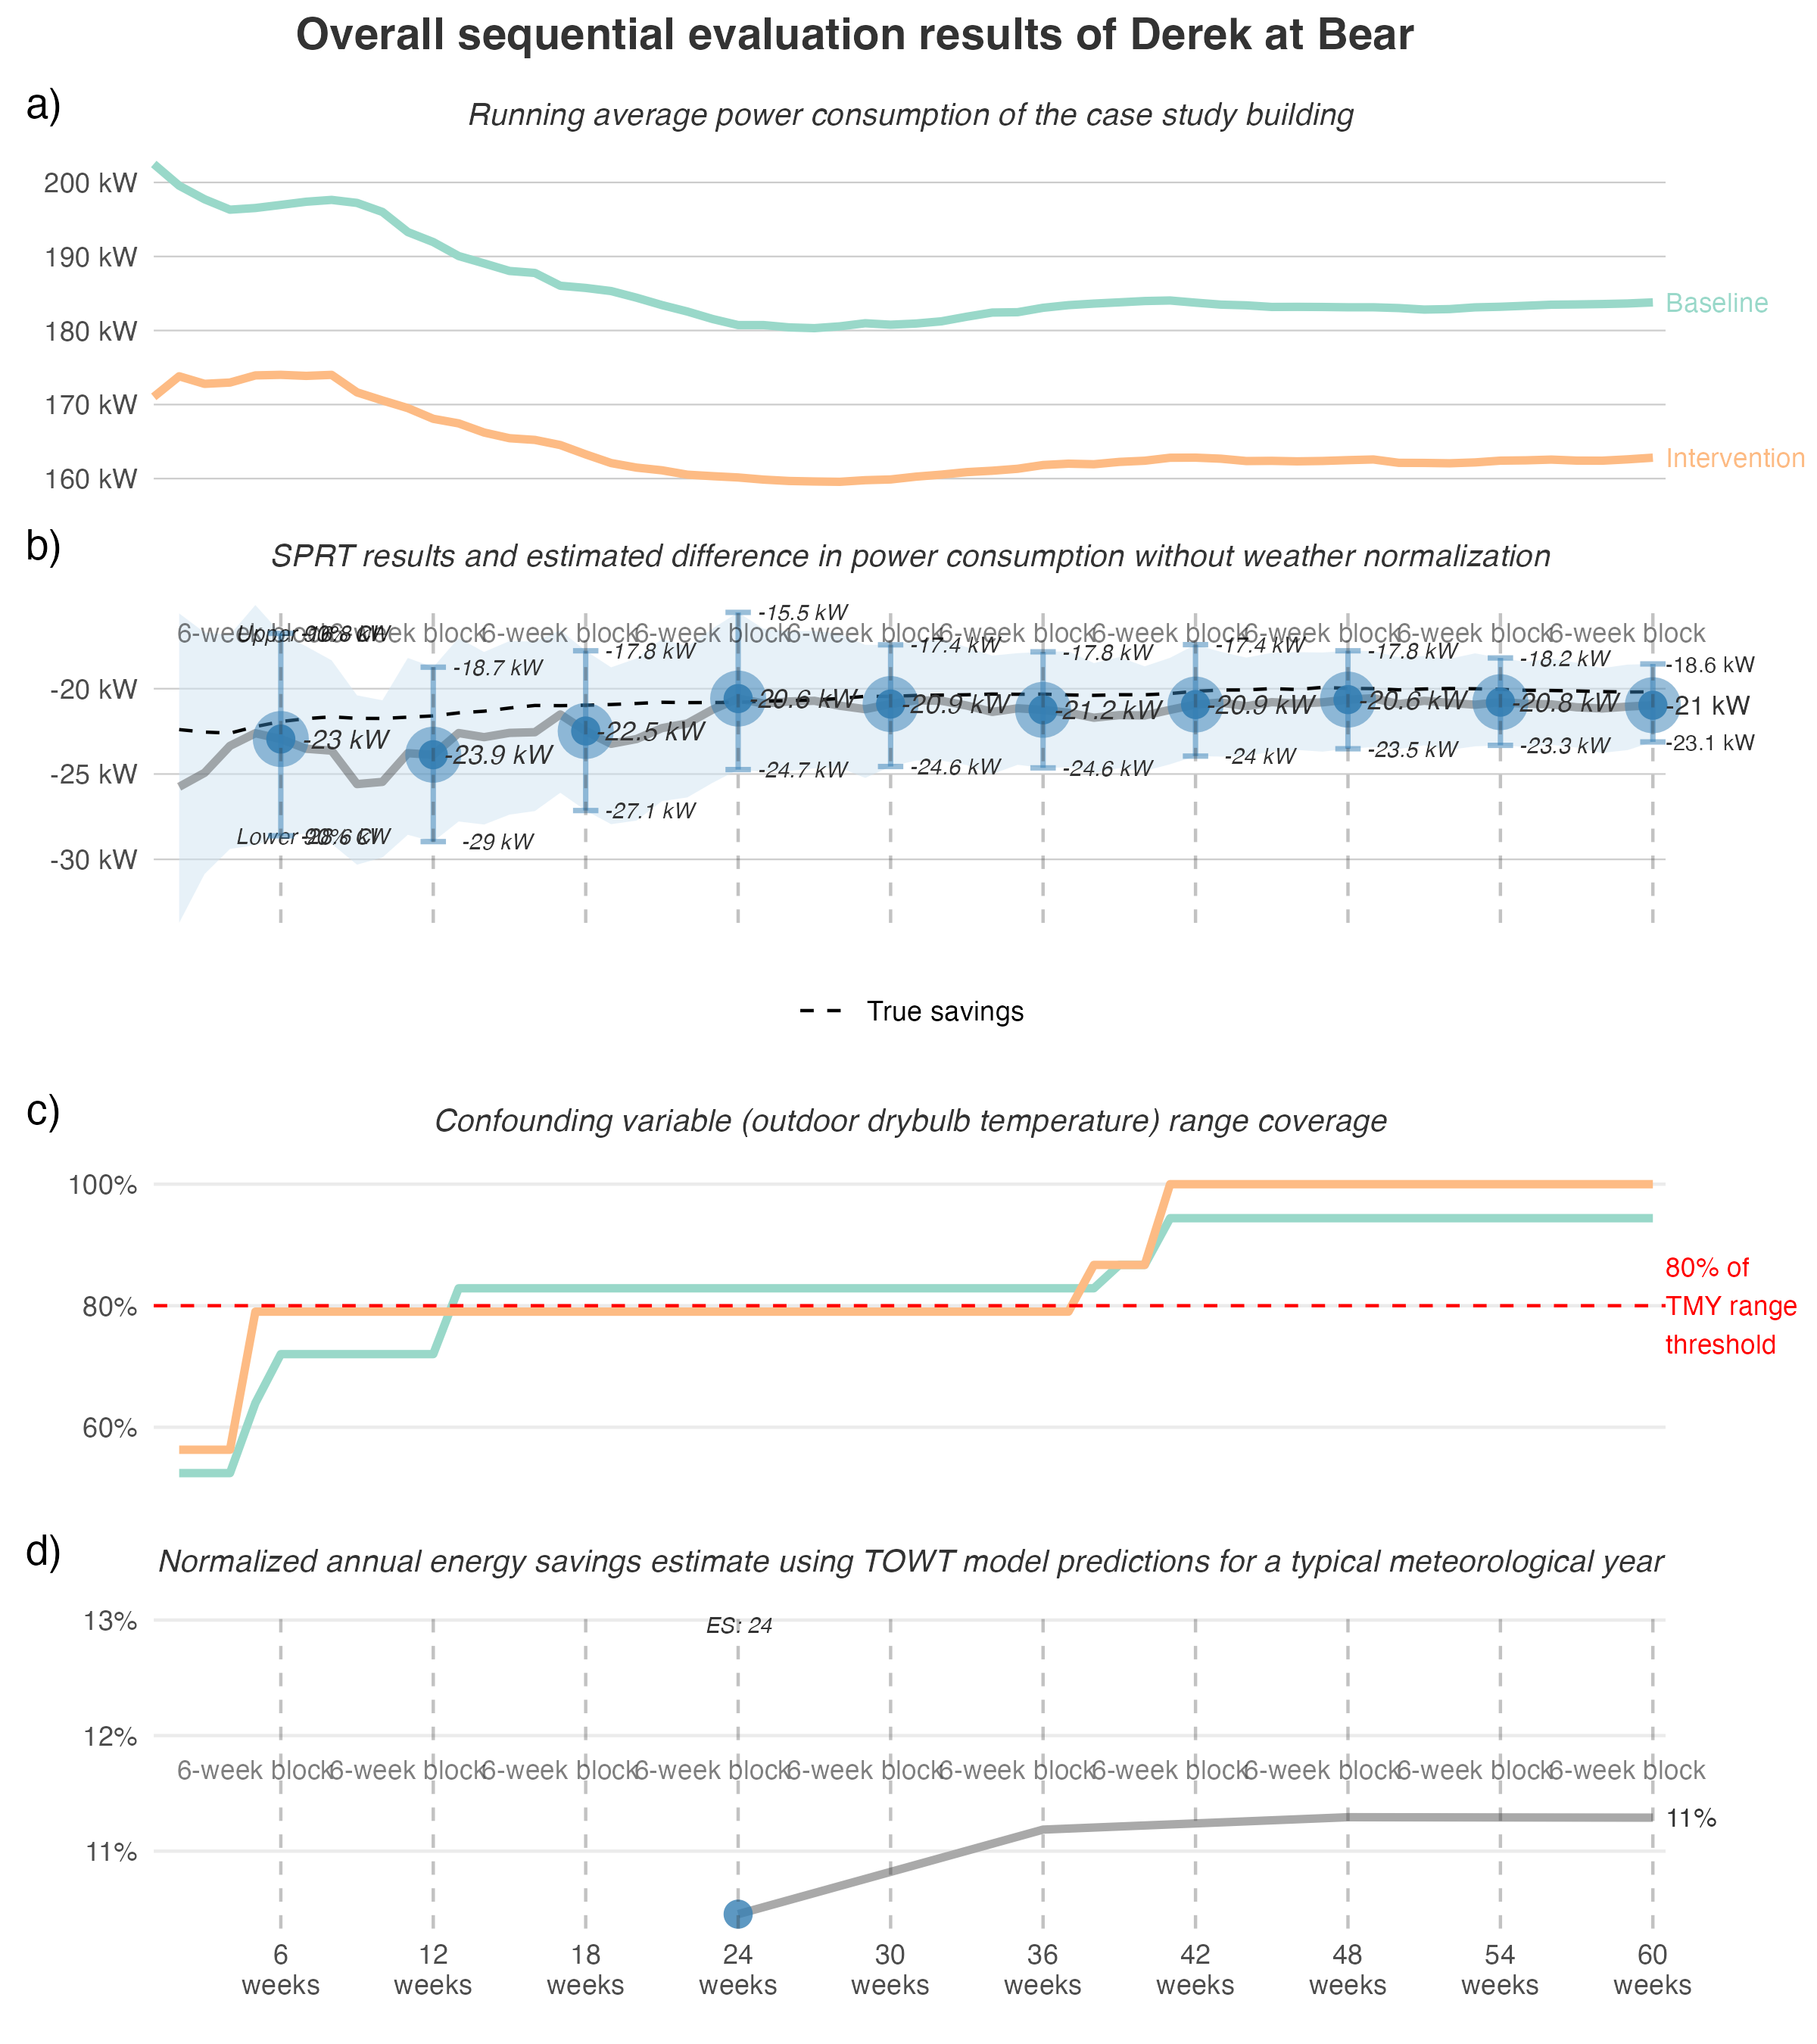 Overall sequential evaluation results of Derek at Bear
a)
Running average power consumption of the case study building
200 kW
190 kW
180 kW
170 kW
160 kW
Baseline
Intervention
b)
SPRT results and estimated difference in power consumption without weather normalization
6-week block 6-week block 6-week block 6-week block 6-week block 6-week block 6-week block 6-week block 6-week block 6-week block
Upper 90% CI
-16.8 kW
-18.7 kW
-17.8 kW
-15.5 kW
-17.4 kW
-17.8 kW
-17.4 kW
-17.8 kW
-18.2 kW
-18.6 kW
-20 kW
-25 kW
-30 kW
-23 kW
-23.9 kW
-22.5 kW
-20.6 kW
-20.9 kW
-21.2 kW
-20.9 kW
-20.6 kW
-20.8 kW
-21 kW
Lower 90% CI
-28.6 kW
-29 kW
-27.1 kW
-24.7 kW
-24.6 kW
-24.6 kW
-24 kW
-23.5 kW
-23.3 kW
-23.1 kW
True savings
c)
Confounding variable (outdoor drybulb temperature) range coverage
100%
80%
60%
80% of
TMY range
threshold
d)
Normalized annual energy savings estimate using TOWT model predictions for a typical meteorological year
13%
12%
11%
ES: 24
6-week block 6-week block 6-week block 6-week block 6-week block 6-week block 6-week block 6-week block 6-week block 6-week block
11%
6 weeks
12 weeks
18 weeks
24 weeks
30 weeks
36 weeks
42 weeks
48 weeks
54 weeks
60 weeks